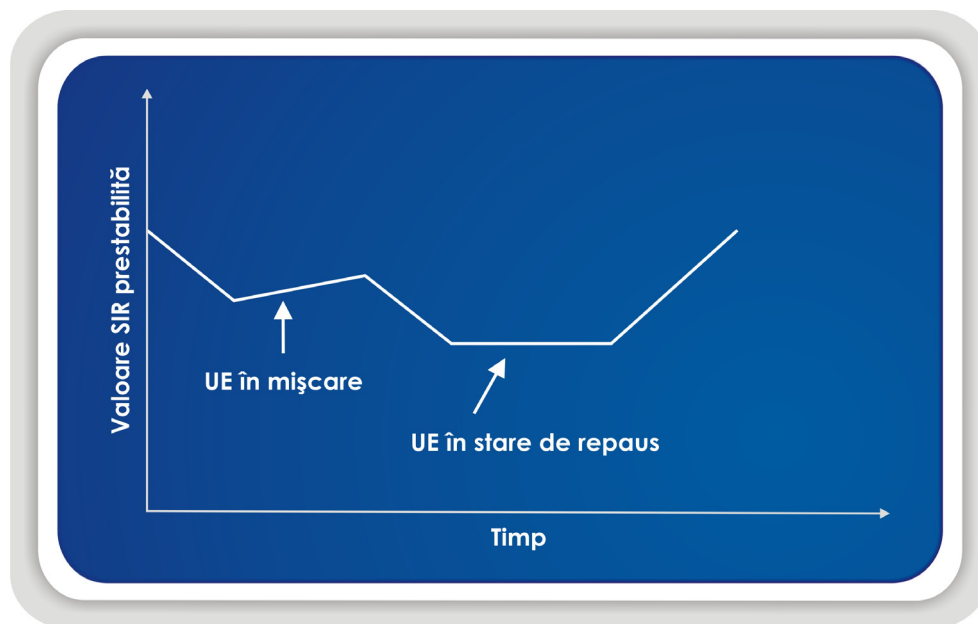 Valoare SIR prestabilită
UE în mişcare
UE în stare de repaus
Timp